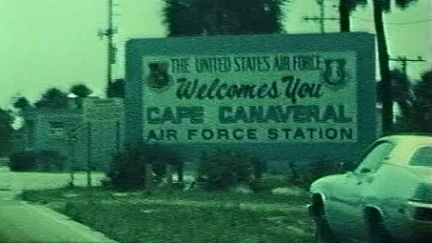 THE UNITED STATES AIR FORCE
Welcomes You
CAPE CANAVERAL
AIR FORCE STATION